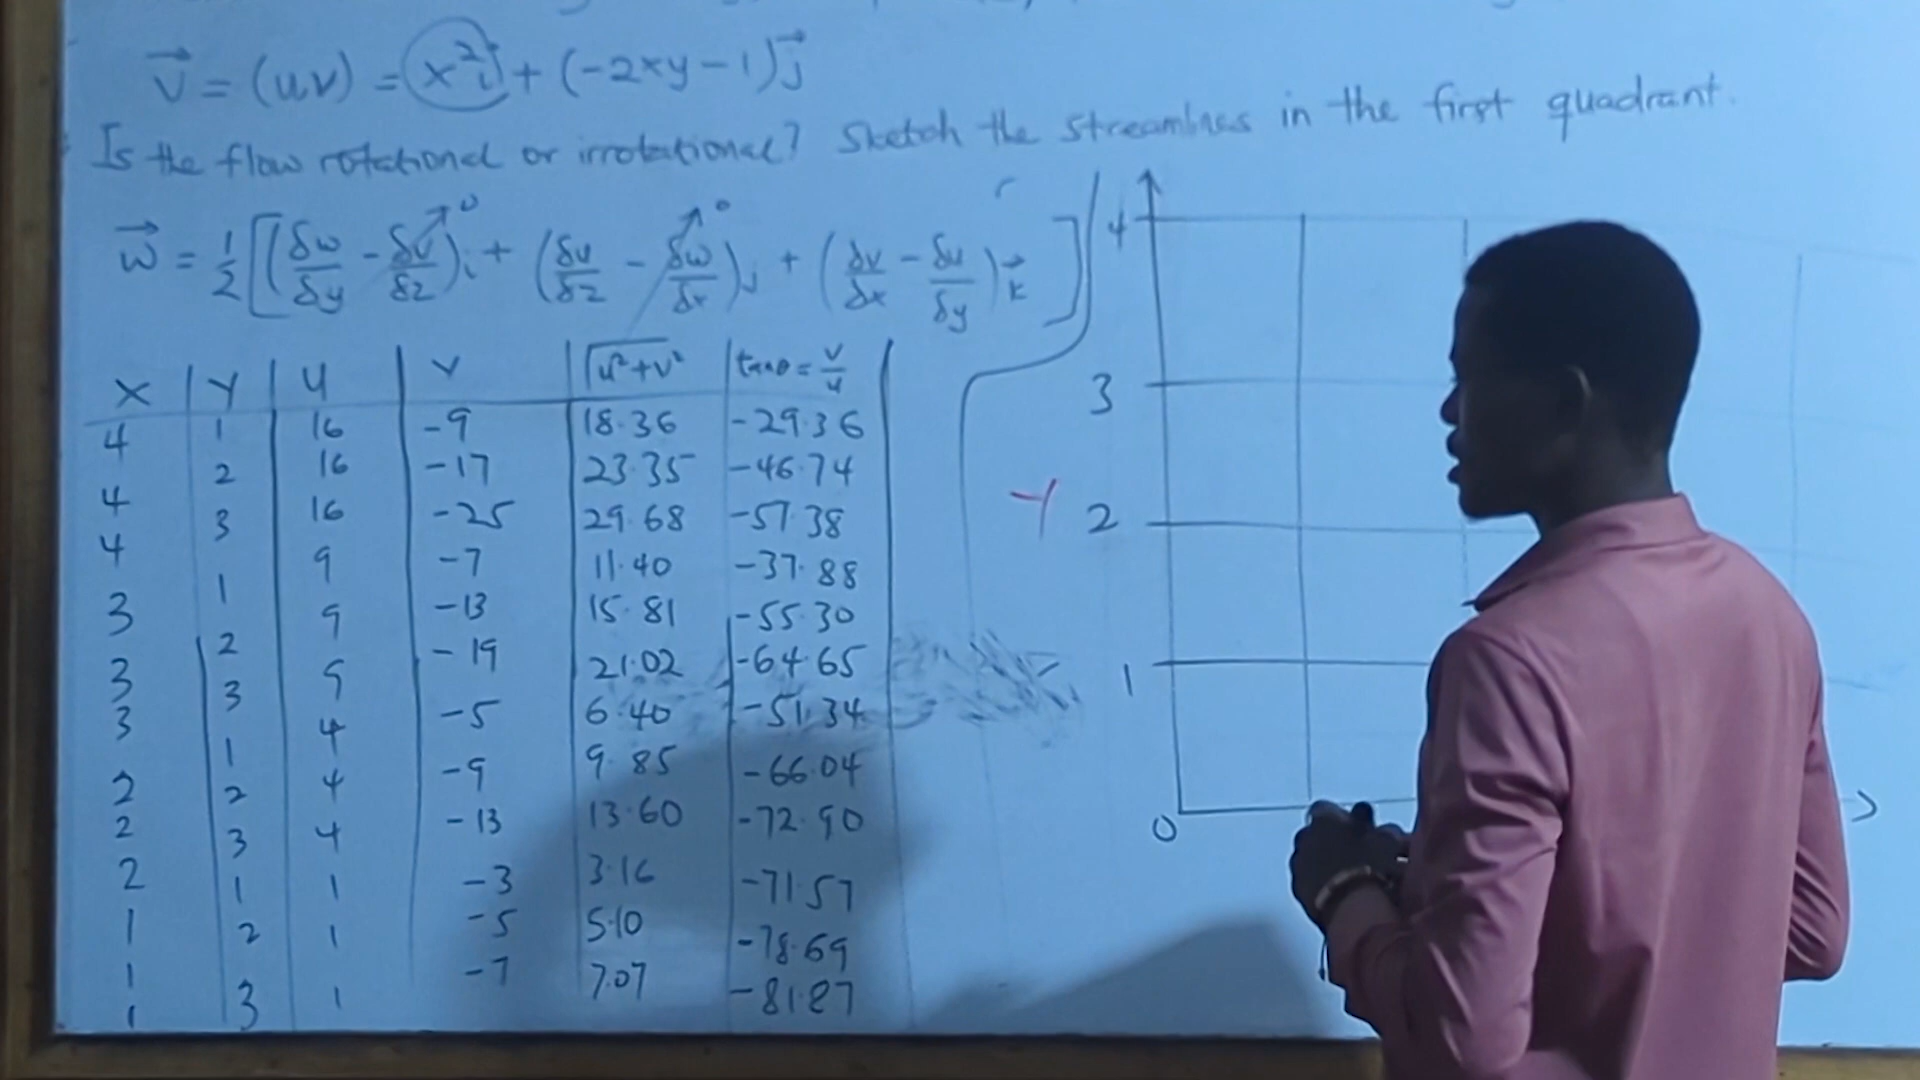 V⃗ = (uv) = x²i + (-2xy-1)j⃗
Is the flow rotational or irrotational? Sketch the streamlines in the first quadrant.
w⃗ = 1/2 [(δw/δy - δv/δz)i + (δu/δz - δw/δx)j + (δv/δx - δu/δy)k⃗]
0 0
X Y U V √u²+v² tanθ = v/u
4 1 16 -9 18.36 -29.36
4 2 16 -17 23.35 -46.74
4 3 16 -25 29.68 -57.38
3 1 9 -7 11.40 -37.88
3 2 9 -13 15.81 -55.30
3 3 9 -19 21.02 -64.65
2 1 4 -5 6.40 -51.34
2 2 4 -9 9.85 -66.04
2 3 4 -13 13.60 -72.90
1 1 1 -3 3.16 -71.57
1 2 1 -5 5.10 -78.69
1 3 1 -7 7.07 -81.87
4
3
Y 2
1
0